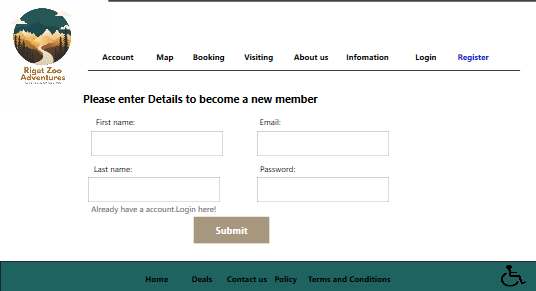 Riget Zoo
Adventures
Account Map Booking Visiting About us Infomation Login Register
Please enter Details to become a new member
First name: Email:
Last name: Password:
Already have a account.Login here!
Submit
Home Deals Contact us Policy Terms and Conditions